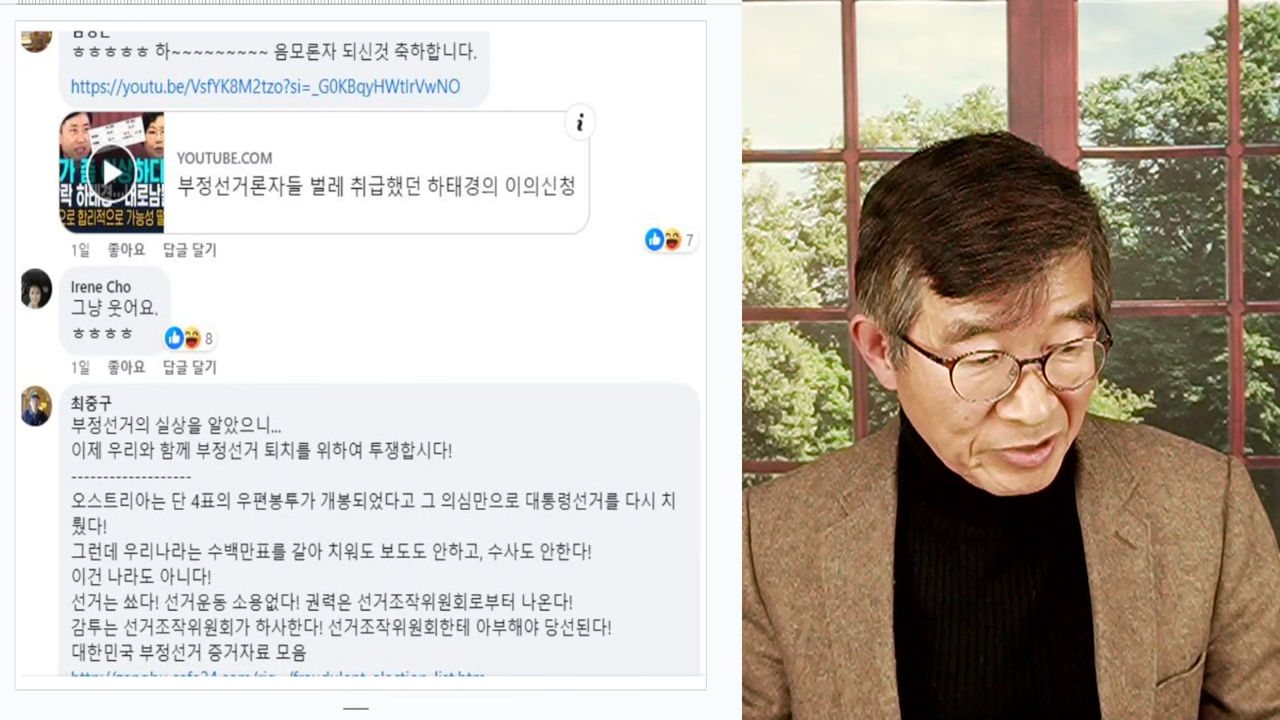 ㅎㅎㅎㅎㅎ 하~~~~~~~~~ 음모론자 되신것 축하합니다.
https://youtu.be/VsfYK8M2tzo?si=_G0KBqyHWtIrVwNO
YOUTUBE.COM
부정선거론자들 벌레 취급했던 하태경의 이의신청
1일 좋아요 답글 달기
7
Irene Cho
그냥 웃어요.
ㅎㅎㅎㅎ
8
1일 좋아요 답글 달기
최중구
부정선거의 실상을 알았으니...
이제 우리와 함께 부정선거 퇴치를 위하여 투쟁합시다!
-------------------
오스트리아는 단 4표의 우편봉투가 개봉되었다고 그 의심만으로 대통령선거를 다시 치
뤘다!
그런데 우리나라는 수백만표를 갈아 치워도 보도도 안하고, 수사도 안한다!
이건 나라도 아니다!
선거는 쑈다! 선거운동 소용없다! 권력은 선거조작위원회로부터 나온다!
감투는 선거조작위원회가 하사한다! 선거조작위원회한테 아부해야 당선된다!
대한민국 부정선거 증거자료 모음